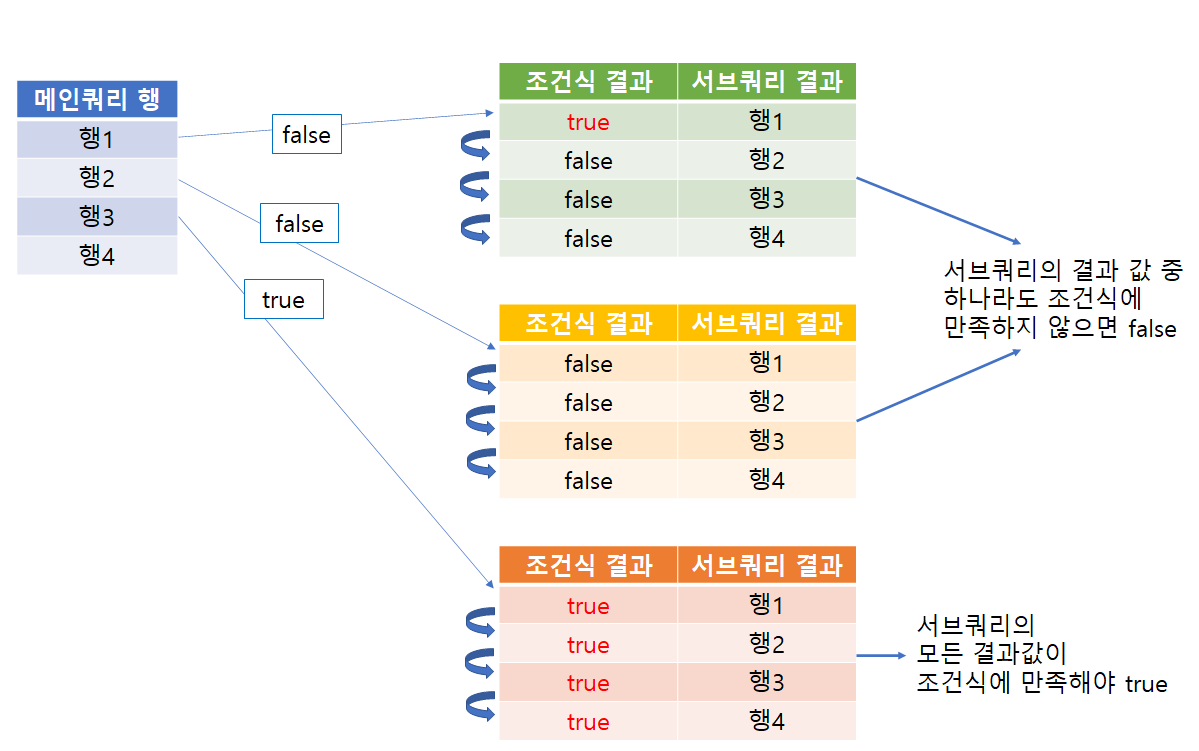 메인쿼리 행
행1
행2
행3
행4
false
false
true
조건식 결과 서브쿼리 결과
true 행1
false 행2
false 행3
false 행4
조건식 결과 서브쿼리 결과
false 행1
false 행2
false 행3
false 행4
조건식 결과 서브쿼리 결과
true 행1
true 행2
true 행3
true 행4
서브쿼리의 결과 값 중
하나라도 조건식에
만족하지 않으면 false
서브쿼리의
모든 결과값이
조건식에 만족해야 true